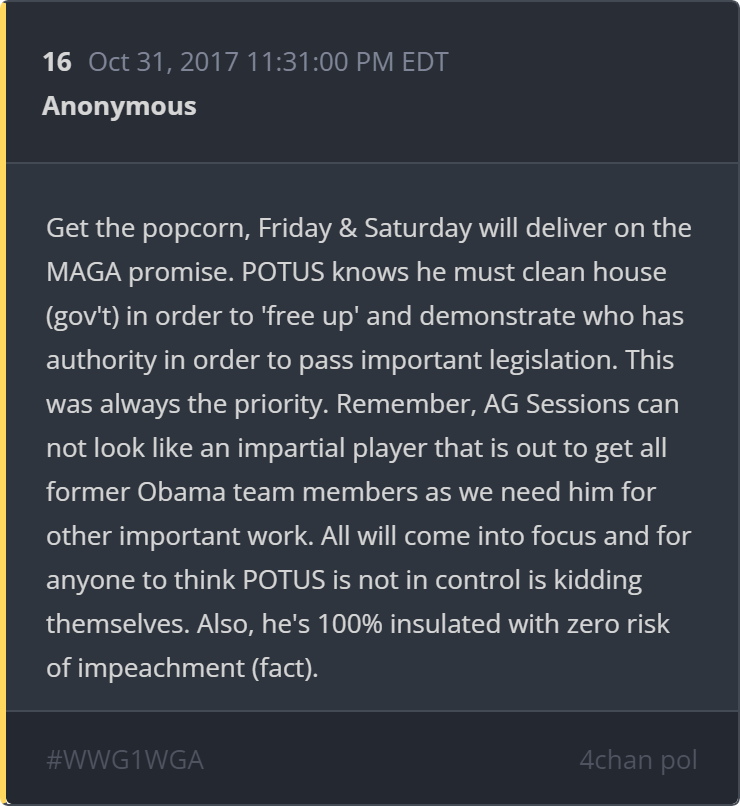 16 Oct 31, 2017 11:31:00 PM EDT
Anonymous
Get the popcorn, Friday & Saturday will deliver on the
MAGA promise. POTUS knows he must clean house
(gov't) in order to 'free up' and demonstrate who has
authority in order to pass important legislation. This
was always the priority. Remember, AG Sessions can
not look like an impartial player that is out to get all
former Obama team members as we need him for
other important work. All will come into focus and for
anyone to think POTUS is not in control is kidding
themselves. Also, he's 100% insulated with zero risk
of impeachment (fact).
#WWG1WGA 4chan pol